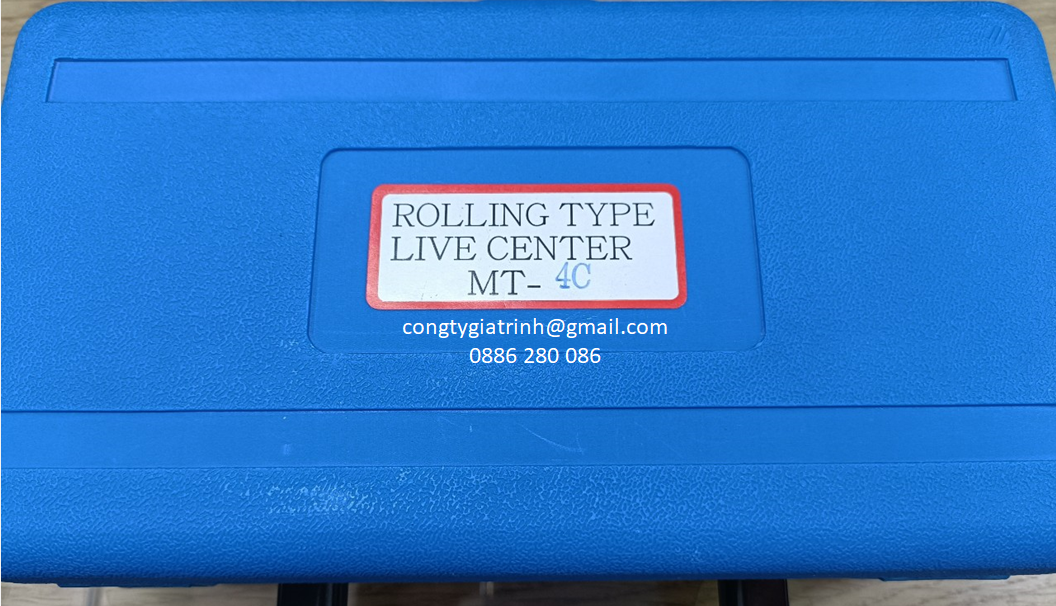 ROLLING TYPE
LIVE CENTER
MT- 4C
congtygiatrinh@gmail.com
0886 280 086